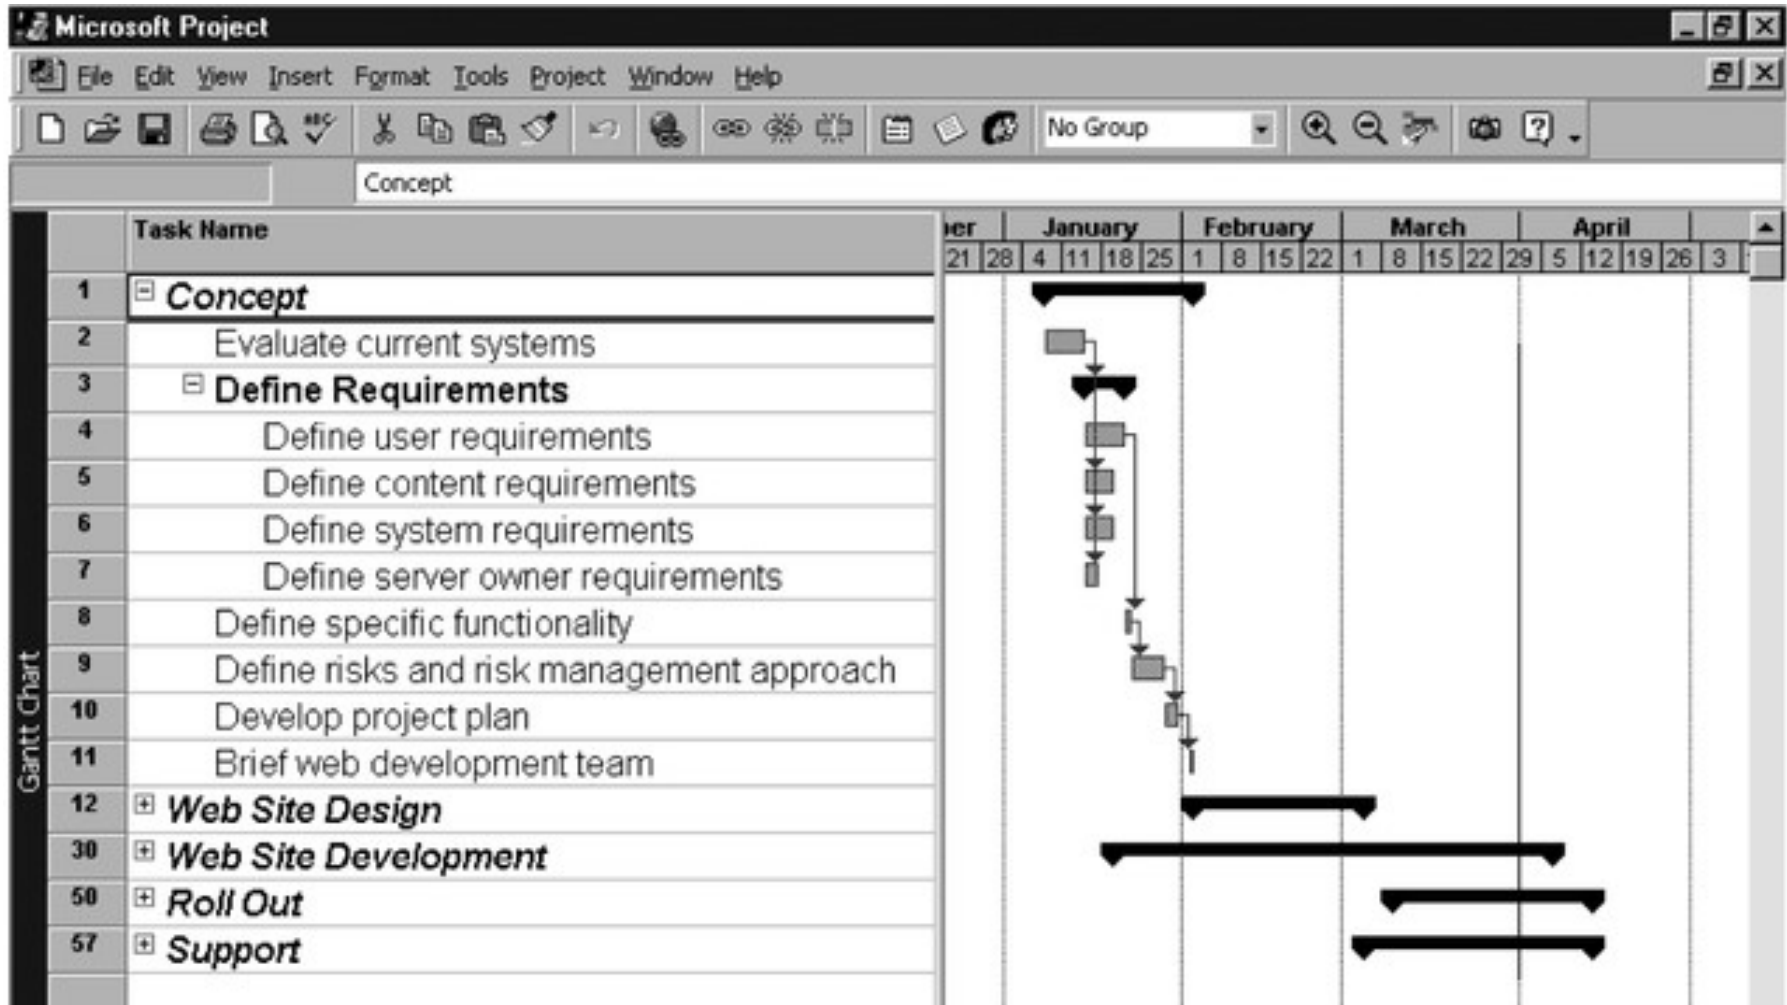 Microsoft Project
File Edit View Insert Format Tools Project Window Help
ABC No Group ?
Concept
Task Name ber January February March April
21 28 4 11 18 25 1 8 15 22 1 8 15 22 29 5 12 19 26 3
1 Concept
2 Evaluate current systems
3 Define Requirements
4 Define user requirements
5 Define content requirements
6 Define system requirements
7 Define server owner requirements
8 Define specific functionality
9 Define risks and risk management approach
10 Develop project plan
11 Brief web development team
12 Web Site Design
30 Web Site Development
50 Roll Out
57 Support
Gantt Chart